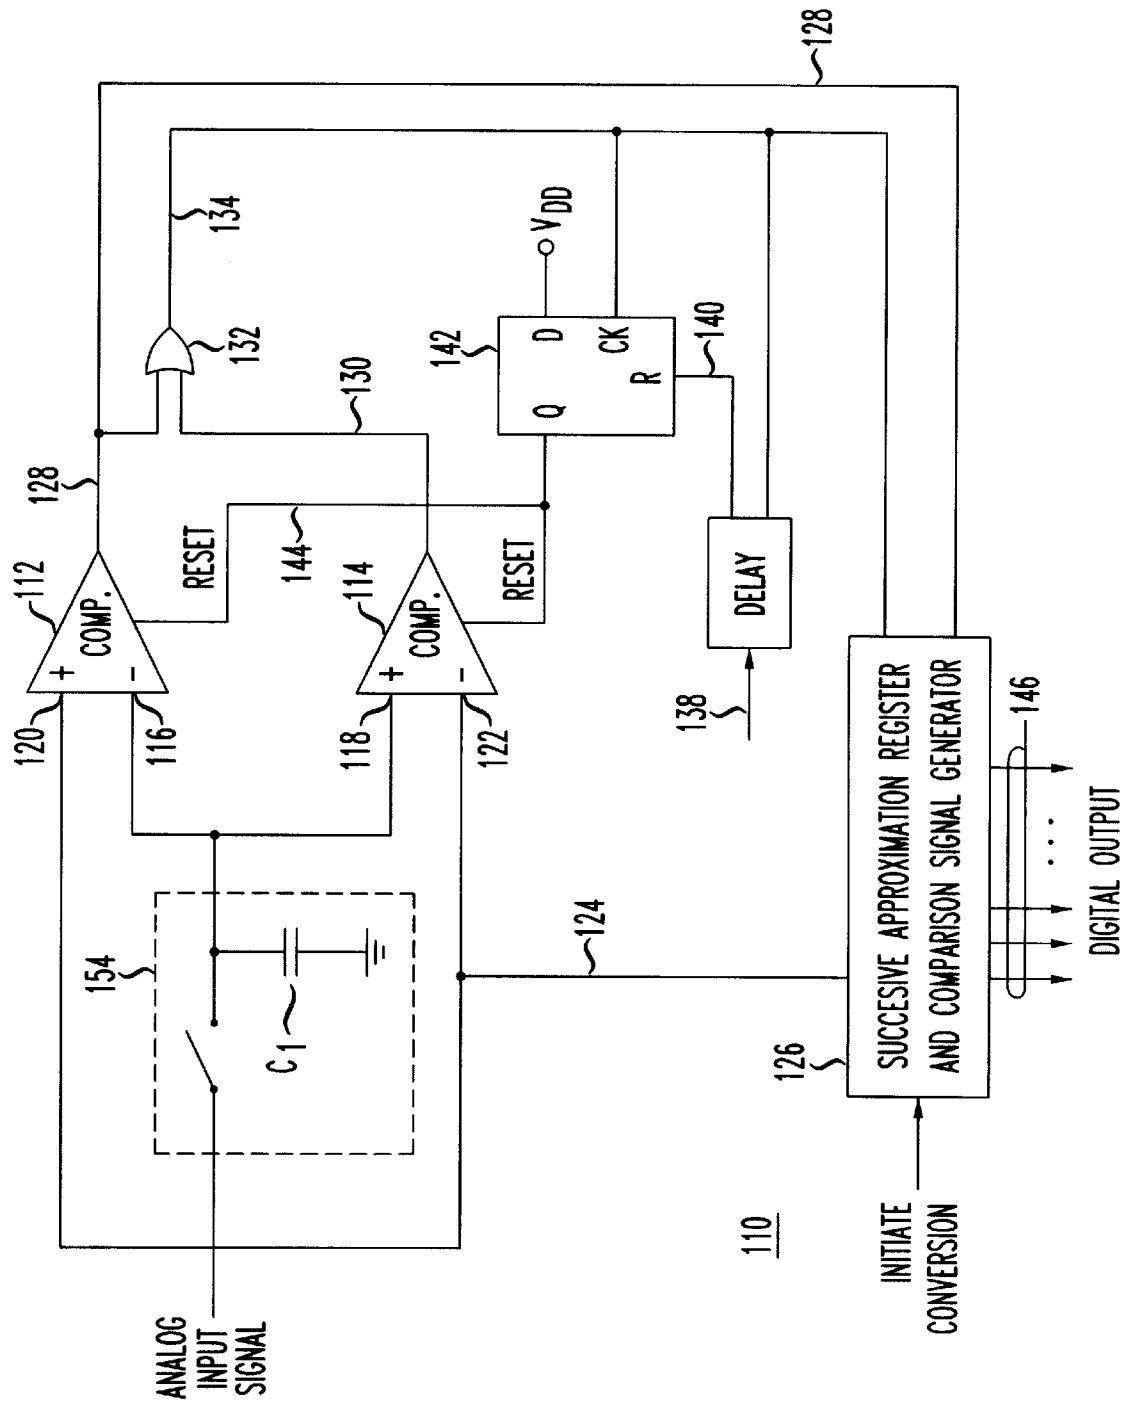 128
134
132
130
128
112
COMP.
+
-
120
116
RESET
144
114
COMP.
+
-
118
122
RESET
142
D
V DD
CK
Q
R
140
DELAY
138
154
C1
124
ANALOG
INPUT
SIGNAL
110
126
SUCCESIVE APPROXIMATION REGISTER
AND COMPARISON SIGNAL GENERATOR
INITIATE
CONVERSION
146
...
DIGITAL OUTPUT